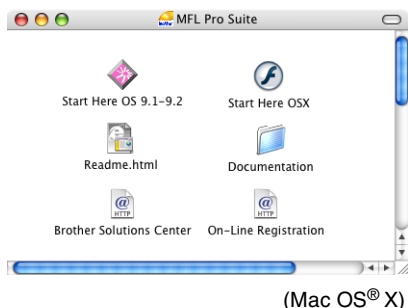 MFL Pro Suite
Start Here OS 9.1-9.2 Start Here OSX
Readme.html Documentation
@ HTTP @ HTTP
Brother Solutions Center On-Line Registration
(Mac OS® X)